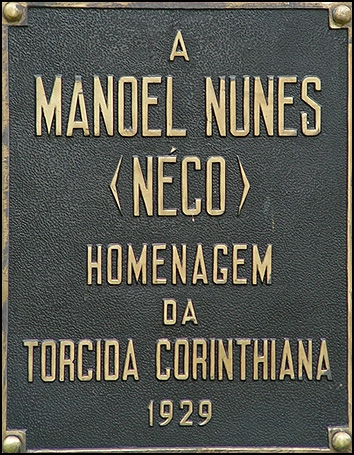 A
MANOEL NUNES
(NÉCO)
HOMENAGEM
DA
TORCIDA CORINTHIANA
1929